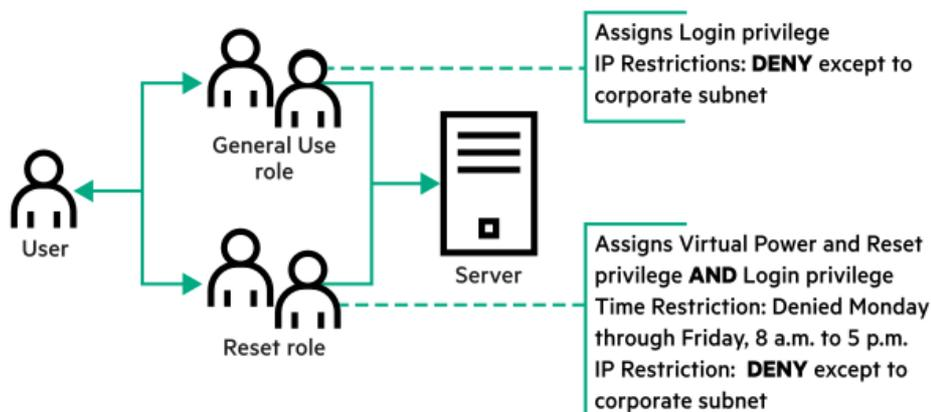 Assigns Login privilege
IP Restrictions: DENY except to
corporate subnet
General Use
role
User
Server
Assigns Virtual Power and Reset
privilege AND Login privilege
Time Restriction: Denied Monday
through Friday, 8 a.m. to 5 p.m.
IP Restriction: DENY except to
corporate subnet
Reset role